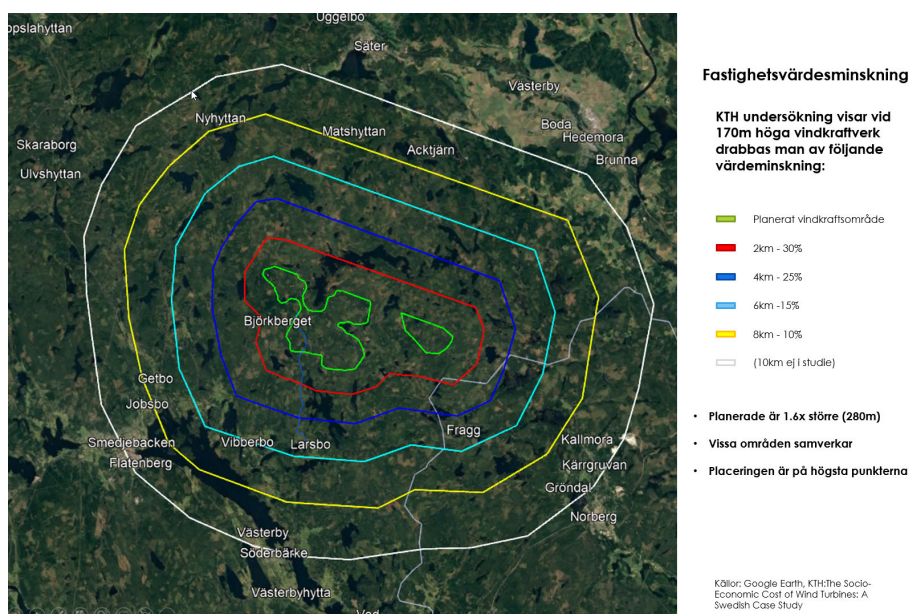 Uggelbo
opslahyttan
Säter
Västerby
Nyhyttan
Matshyttan
Boda
Hedemora
Skaraborg
Acktjärn
Brunna
Ulvshyttan
Björkberget
Getbo
Jobsbo
Fragg
Smedjebacken
Vibberbo
Larsbo
Kallmora
Flatenberg
Kärrgruvan
Gröndal
Norberg
Västerby
Söderbärke
Västerbyhytta
Fastighetsvärdesminskning
KTH undersökning visar vid
170m höga vindkraftverk
drabbas man av följande
värdeminskning:
Planerat vindkraftsområde
2km - 30%
4km - 25%
6km -15%
8km - 10%
(10km ej i studie)
• Planerade är 1.6x större (280m)
• Vissa områden samverkar
• Placeringen är på högsta punkterna
Källor: Google Earth, KTH:The Socio-
Economic Cost of Wind Turbines: A
Swedish Case Study